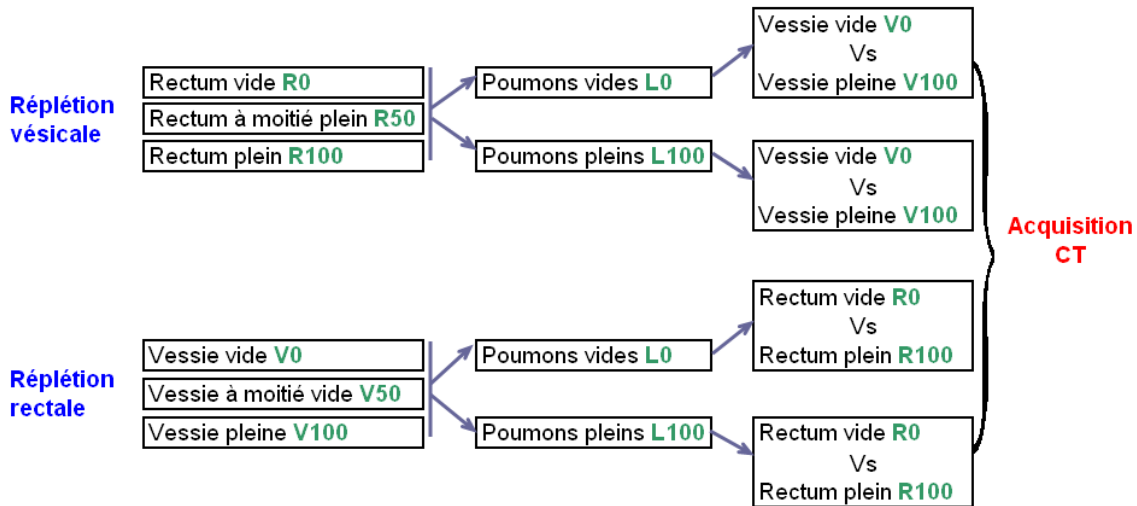 Réplétion
vésicale
Rectum vide R0
Rectum à moitié plein R50
Rectum plein R100
Poumons vides L0
Poumons pleins L100
Vessie vide V0
Vs
Vessie pleine V100
Vessie vide V0
Vs
Vessie pleine V100
Réplétion
rectale
Vessie vide V0
Vessie à moitié vide V50
Vessie pleine V100
Poumons vides L0
Poumons pleins L100
Rectum vide R0
Vs
Rectum plein R100
Rectum vide R0
Vs
Rectum plein R100
Acquisition
CT